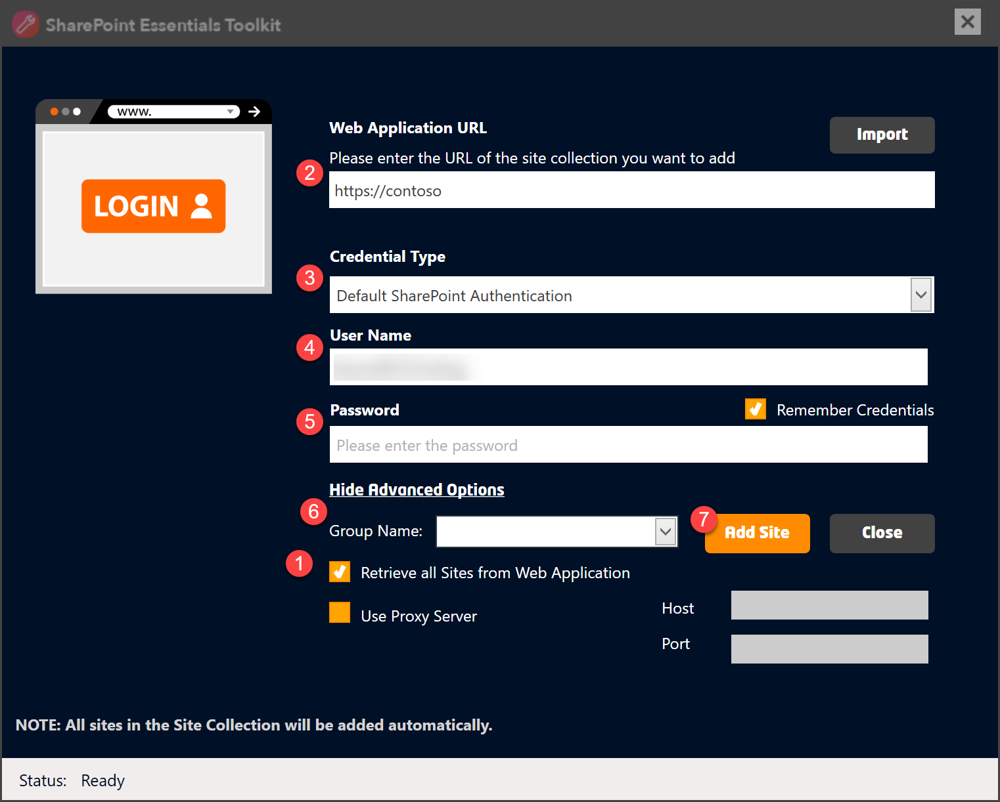 SharePoint Essentials Toolkit
www.
LOGIN
Web Application URL
Import
Please enter the URL of the site collection you want to add
2
https://contoso
Credential Type
3
Default SharePoint Authentication
User Name
4
Password
Remember Credentials
5
Please enter the password
Hide Advanced Options
6
Group Name:
7
Add Site
Close
1
Retrieve all Sites from Web Application
Use Proxy Server
Host
Port
NOTE: All sites in the Site Collection will be added automatically.
Status: Ready